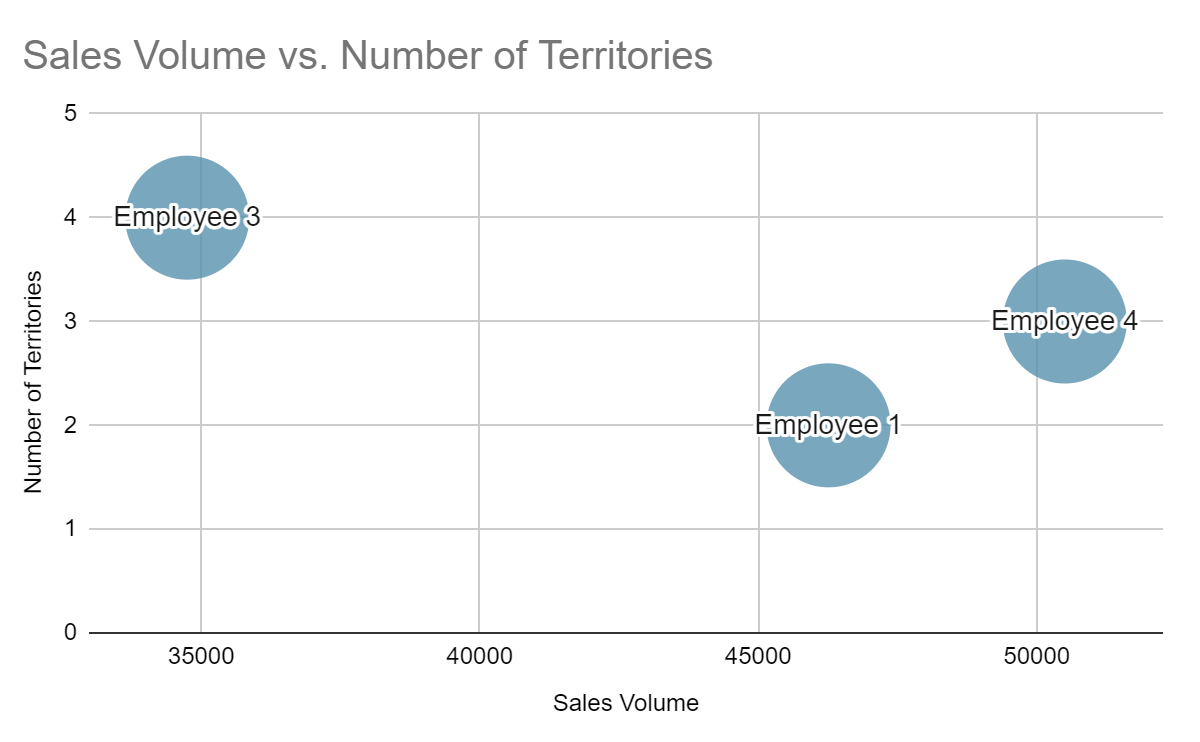 Sales Volume vs. Number of Territories
5
4
3
2
1
0
Number of Territories
Employee 3
Employee 4
Employee 1
35000
40000
45000
50000
Sales Volume